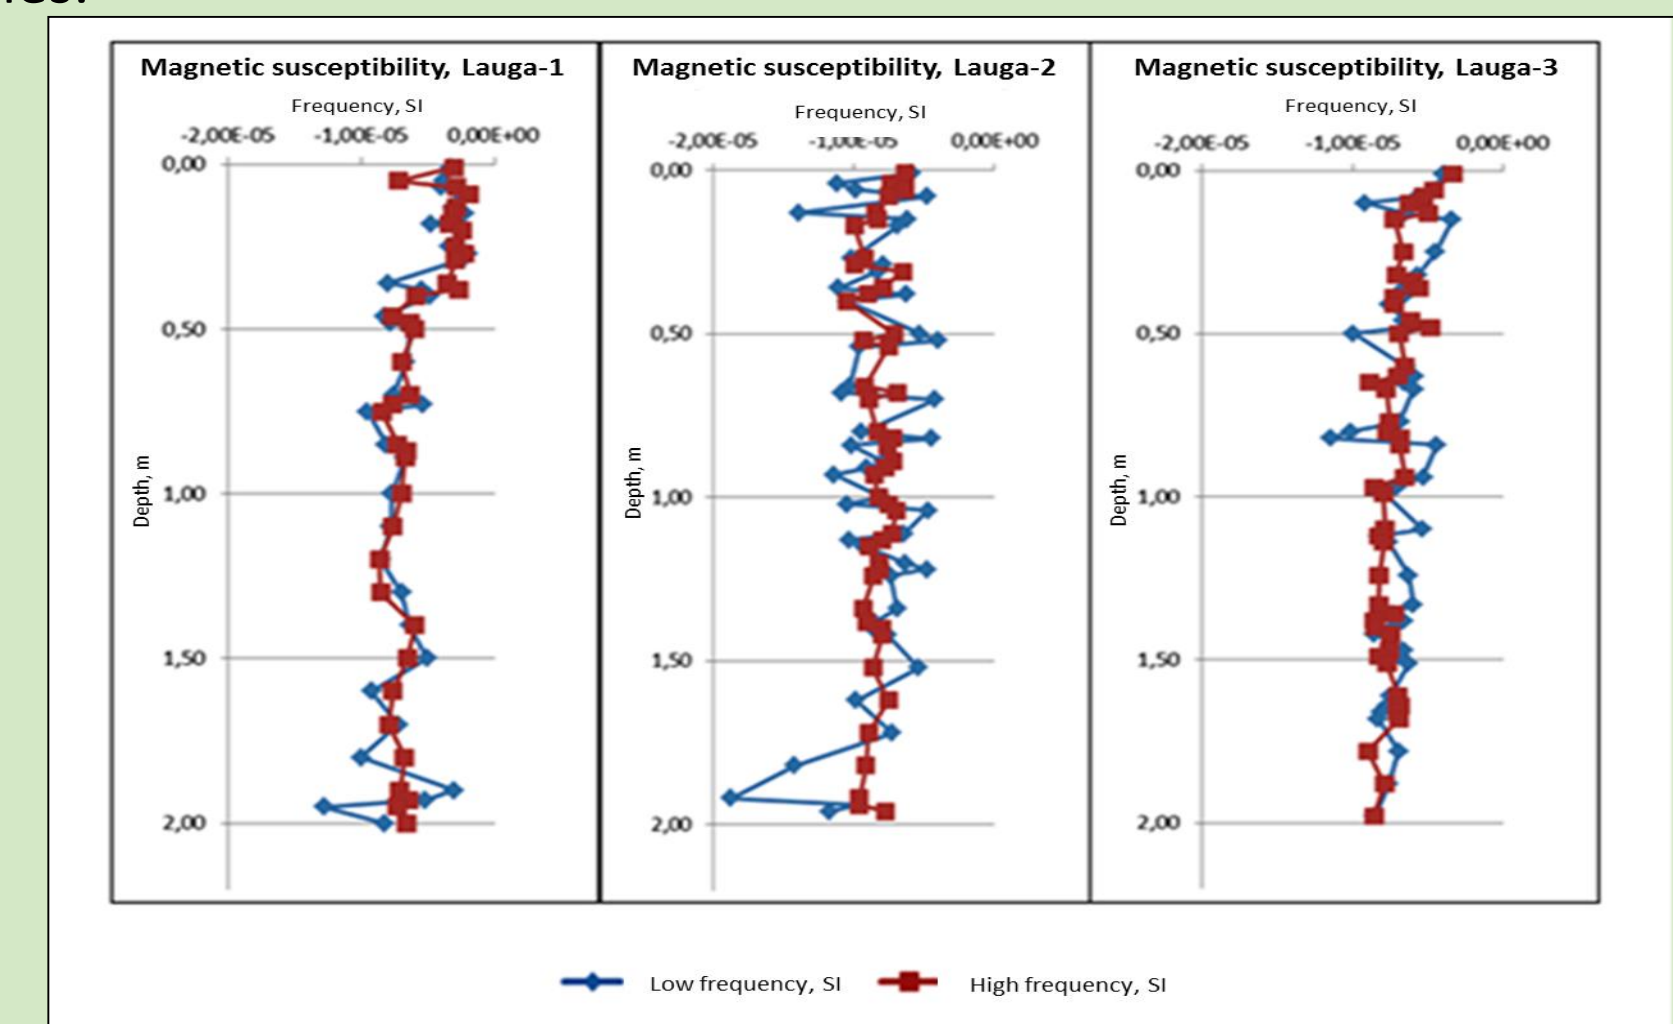 Magnetic susceptibility, Lauga-1
Frequency, SI
-2,00E-05 -1,00E-05 0,00E+00
0,00
0,50
1,00
1,50
2,00
Depth, m
Magnetic susceptibility, Lauga-2
Frequency, SI
-2,00E-05 -1,00E-05 0,00E+00
0,00
0,50
1,00
1,50
2,00
Depth, m
Magnetic susceptibility, Lauga-3
Frequency, SI
-2,00E-05 -1,00E-05 0,00E+00
0,00
0,50
1,00
1,50
2,00
Depth, m
Low frequency, SI High frequency, SI